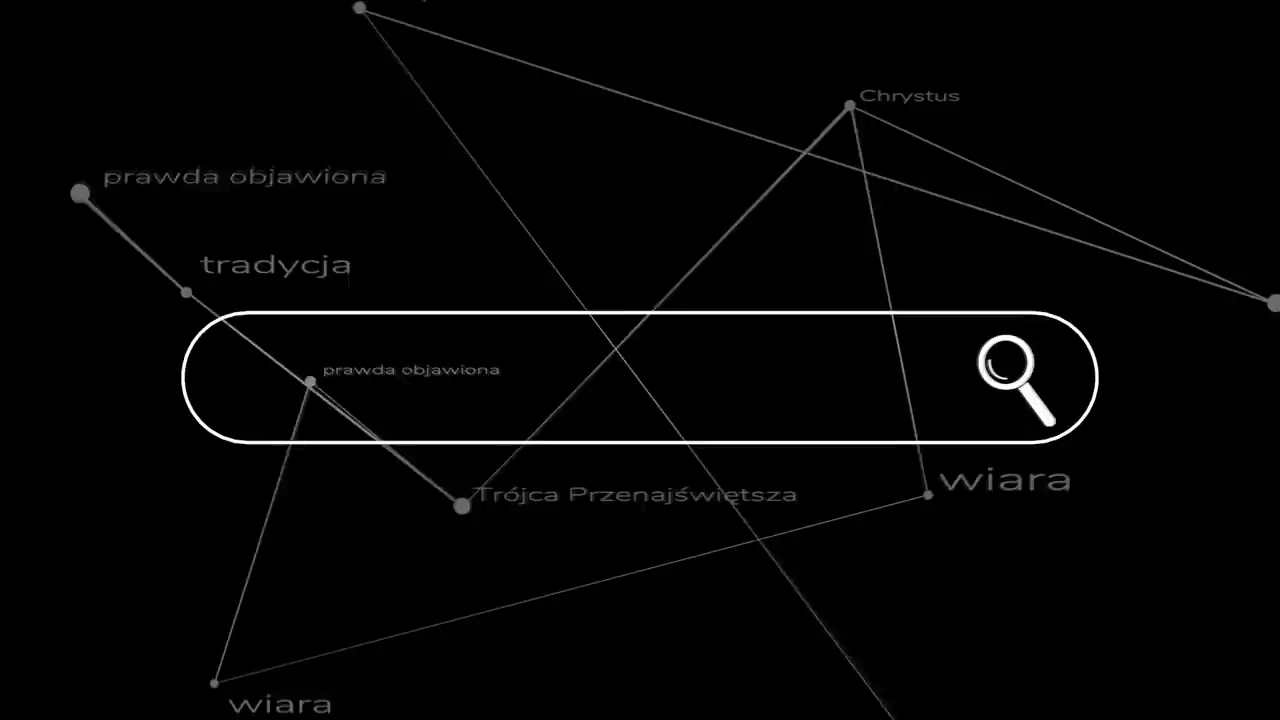 Chrystus
prawda objawiona
tradycja
prawda objawiona
wiara
Trójca Przenajświętsza
wiara